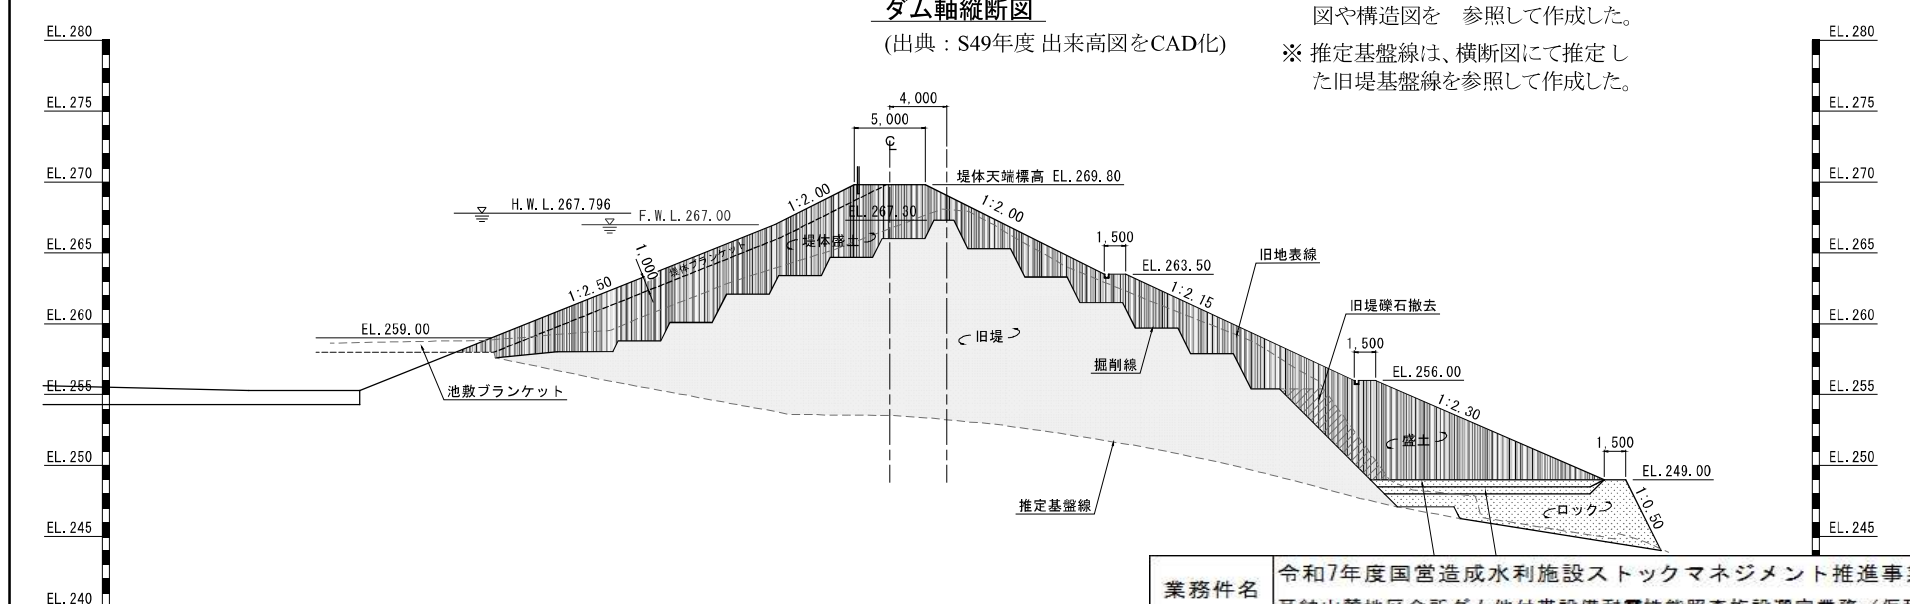 ダム軸縦断図
(出典：S49年度 出来高図をCAD化)
図や構造図を 参照して作成した。
※ 推定基盤線は、横断図にて推定し
た旧堤基盤線を参照して作成した。
EL.280
EL.275
EL.270
EL.265
EL.260
EL.255
EL.250
EL.245
EL.240
EL.280
EL.275
EL.270
EL.265
EL.260
EL.255
EL.250
EL.245
4,000
5,000
℄
堤体天端標高 EL.269.80
H.W.L.267.796
F.W.L.267.00
1:2.00
EL.267.30
1:2.00
堤体盛土
堤体ブランケット
1,000
1:2.50
1,500
EL.263.50
旧地表線
1:2.15
旧堤礫石撤去
EL.259.00
旧堤
掘削線
1,500
EL.256.00
池敷ブランケット
1:2.30
盛土
1,500
EL.249.00
推定基盤線
ロック
1:0.50
業務件名
令和7年度国営造成水利施設ストックマネジメント推進事業